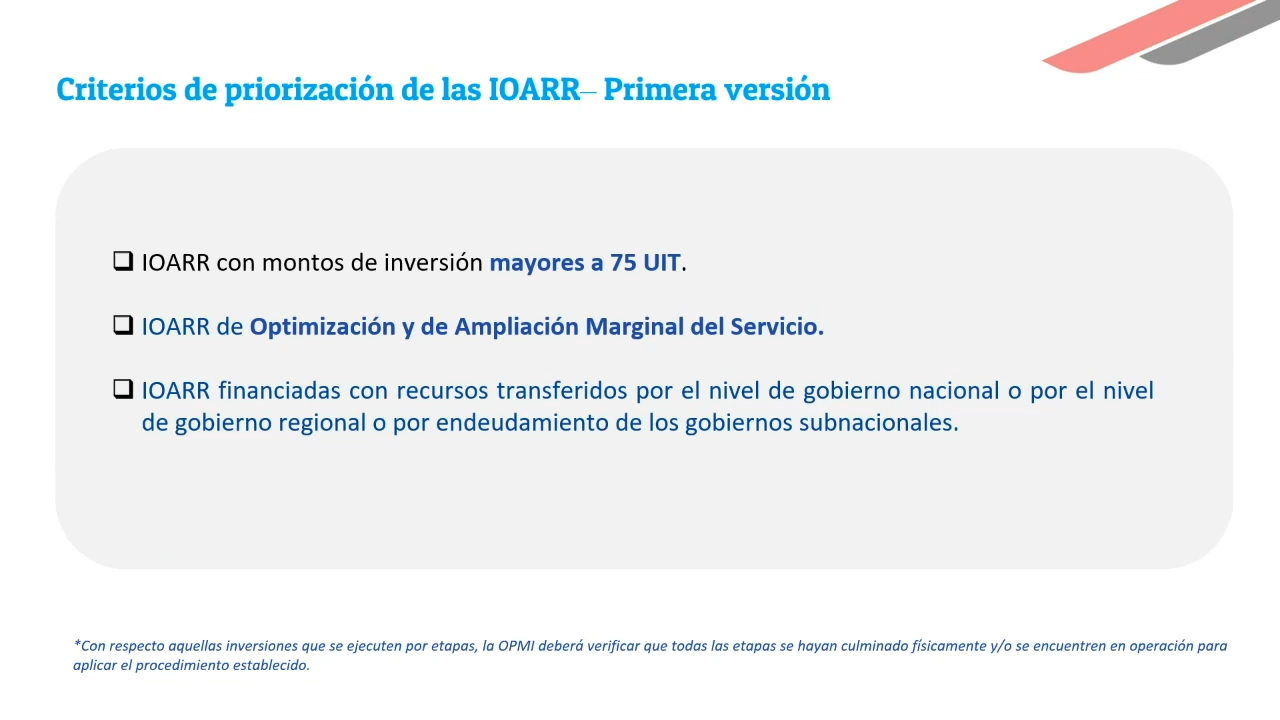 Criterios de priorización de las IOARR– Primera versión
❑ IOARR con montos de inversión mayores a 75 UIT.
❑ IOARR de Optimización y de Ampliación Marginal del Servicio.
❑ IOARR financiadas con recursos transferidos por el nivel de gobierno nacional o por el nivel
de gobierno regional o por endeudamiento de los gobiernos subnacionales.
*Con respecto aquellas inversiones que se ejecuten por etapas, la OPMI deberá verificar que todas las etapas se hayan culminado físicamente y/o se encuentren en operación para
aplicar el procedimiento establecido.